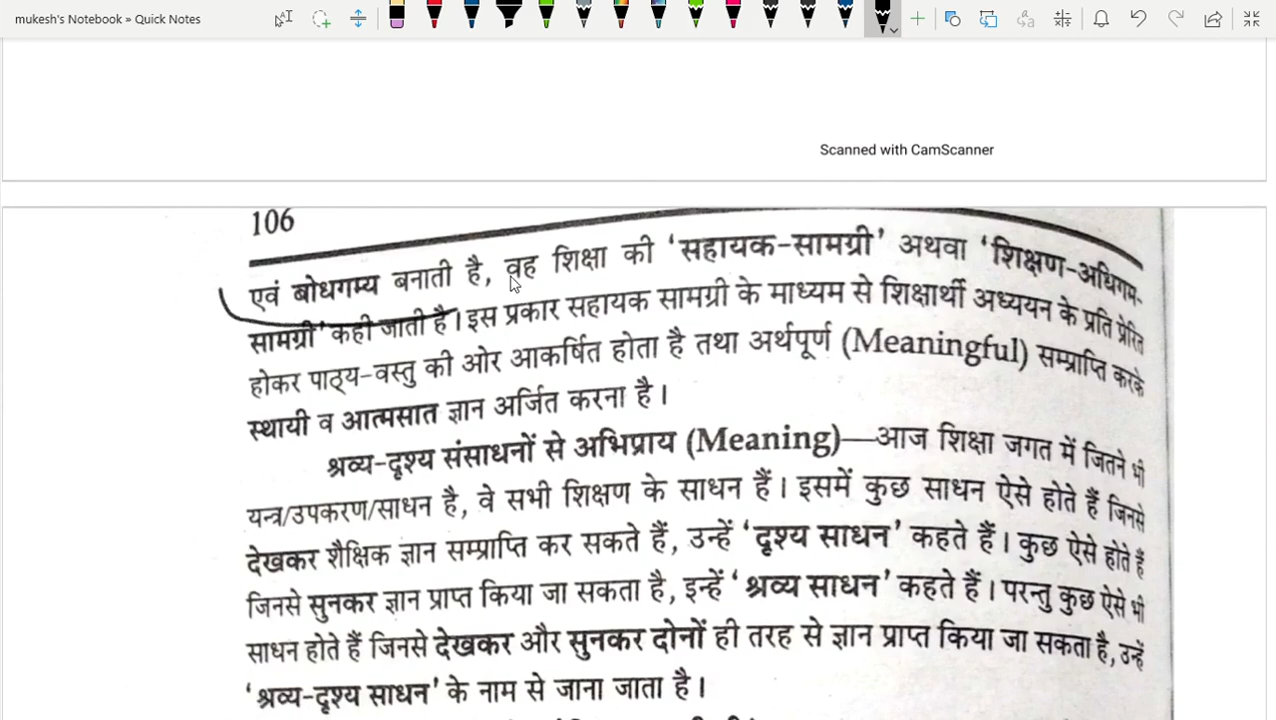 mukesh's Notebook » Quick Notes
Scanned with CamScanner
106
एवं बोधगम्य बनाती है, वह शिक्षा की 'सहायक-सामग्री' अथवा 'शिक्षण-अधिगम-
सामग्री' कही जाती है। इस प्रकार सहायक सामग्री के माध्यम से शिक्षार्थी अध्ययन के प्रति प्रेरित
होकर पाठ्य-वस्तु की ओर आकर्षित होता है तथा अर्थपूर्ण (Meaningful) सम्प्राप्ति करके
स्थायी व आत्मसात ज्ञान अर्जित करना है।
श्रव्य-दृश्य संसाधनों से अभिप्राय (Meaning)—आज शिक्षा जगत में जितने भी
यन्त्र/उपकरण/साधन है, वे सभी शिक्षण के साधन हैं। इसमें कुछ साधन ऐसे होते हैं जिनसे
देखकर शैक्षिक ज्ञान सम्प्राप्ति कर सकते हैं, उन्हें 'दृश्य साधन' कहते हैं। कुछ ऐसे होते हैं
जिनसे सुनकर ज्ञान प्राप्त किया जा सकता है, इन्हें 'श्रव्य साधन' कहते हैं। परन्तु कुछ ऐसे भी
साधन होते हैं जिनसे देखकर और सुनकर दोनों ही तरह से ज्ञान प्राप्त किया जा सकता है, उन्हें
'श्रव्य-दृश्य साधन' के नाम से जाना जाता है।